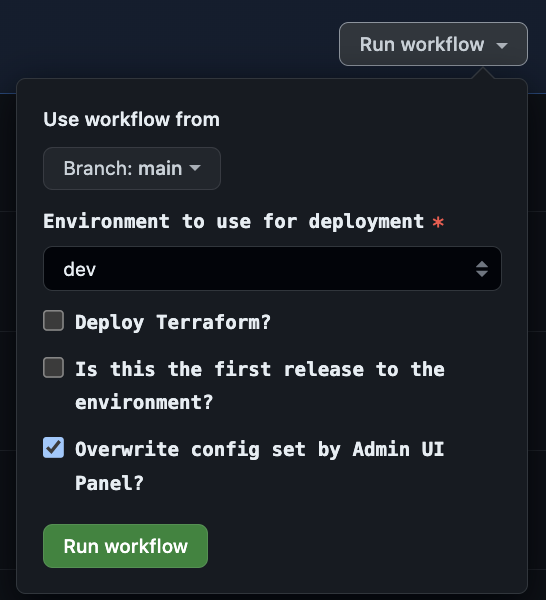 Run workflow
Use workflow from
Branch: main
Environment to use for deployment *
dev
Deploy Terraform?
Is this the first release to the
environment?
Overwrite config set by Admin UI
Panel?
Run workflow